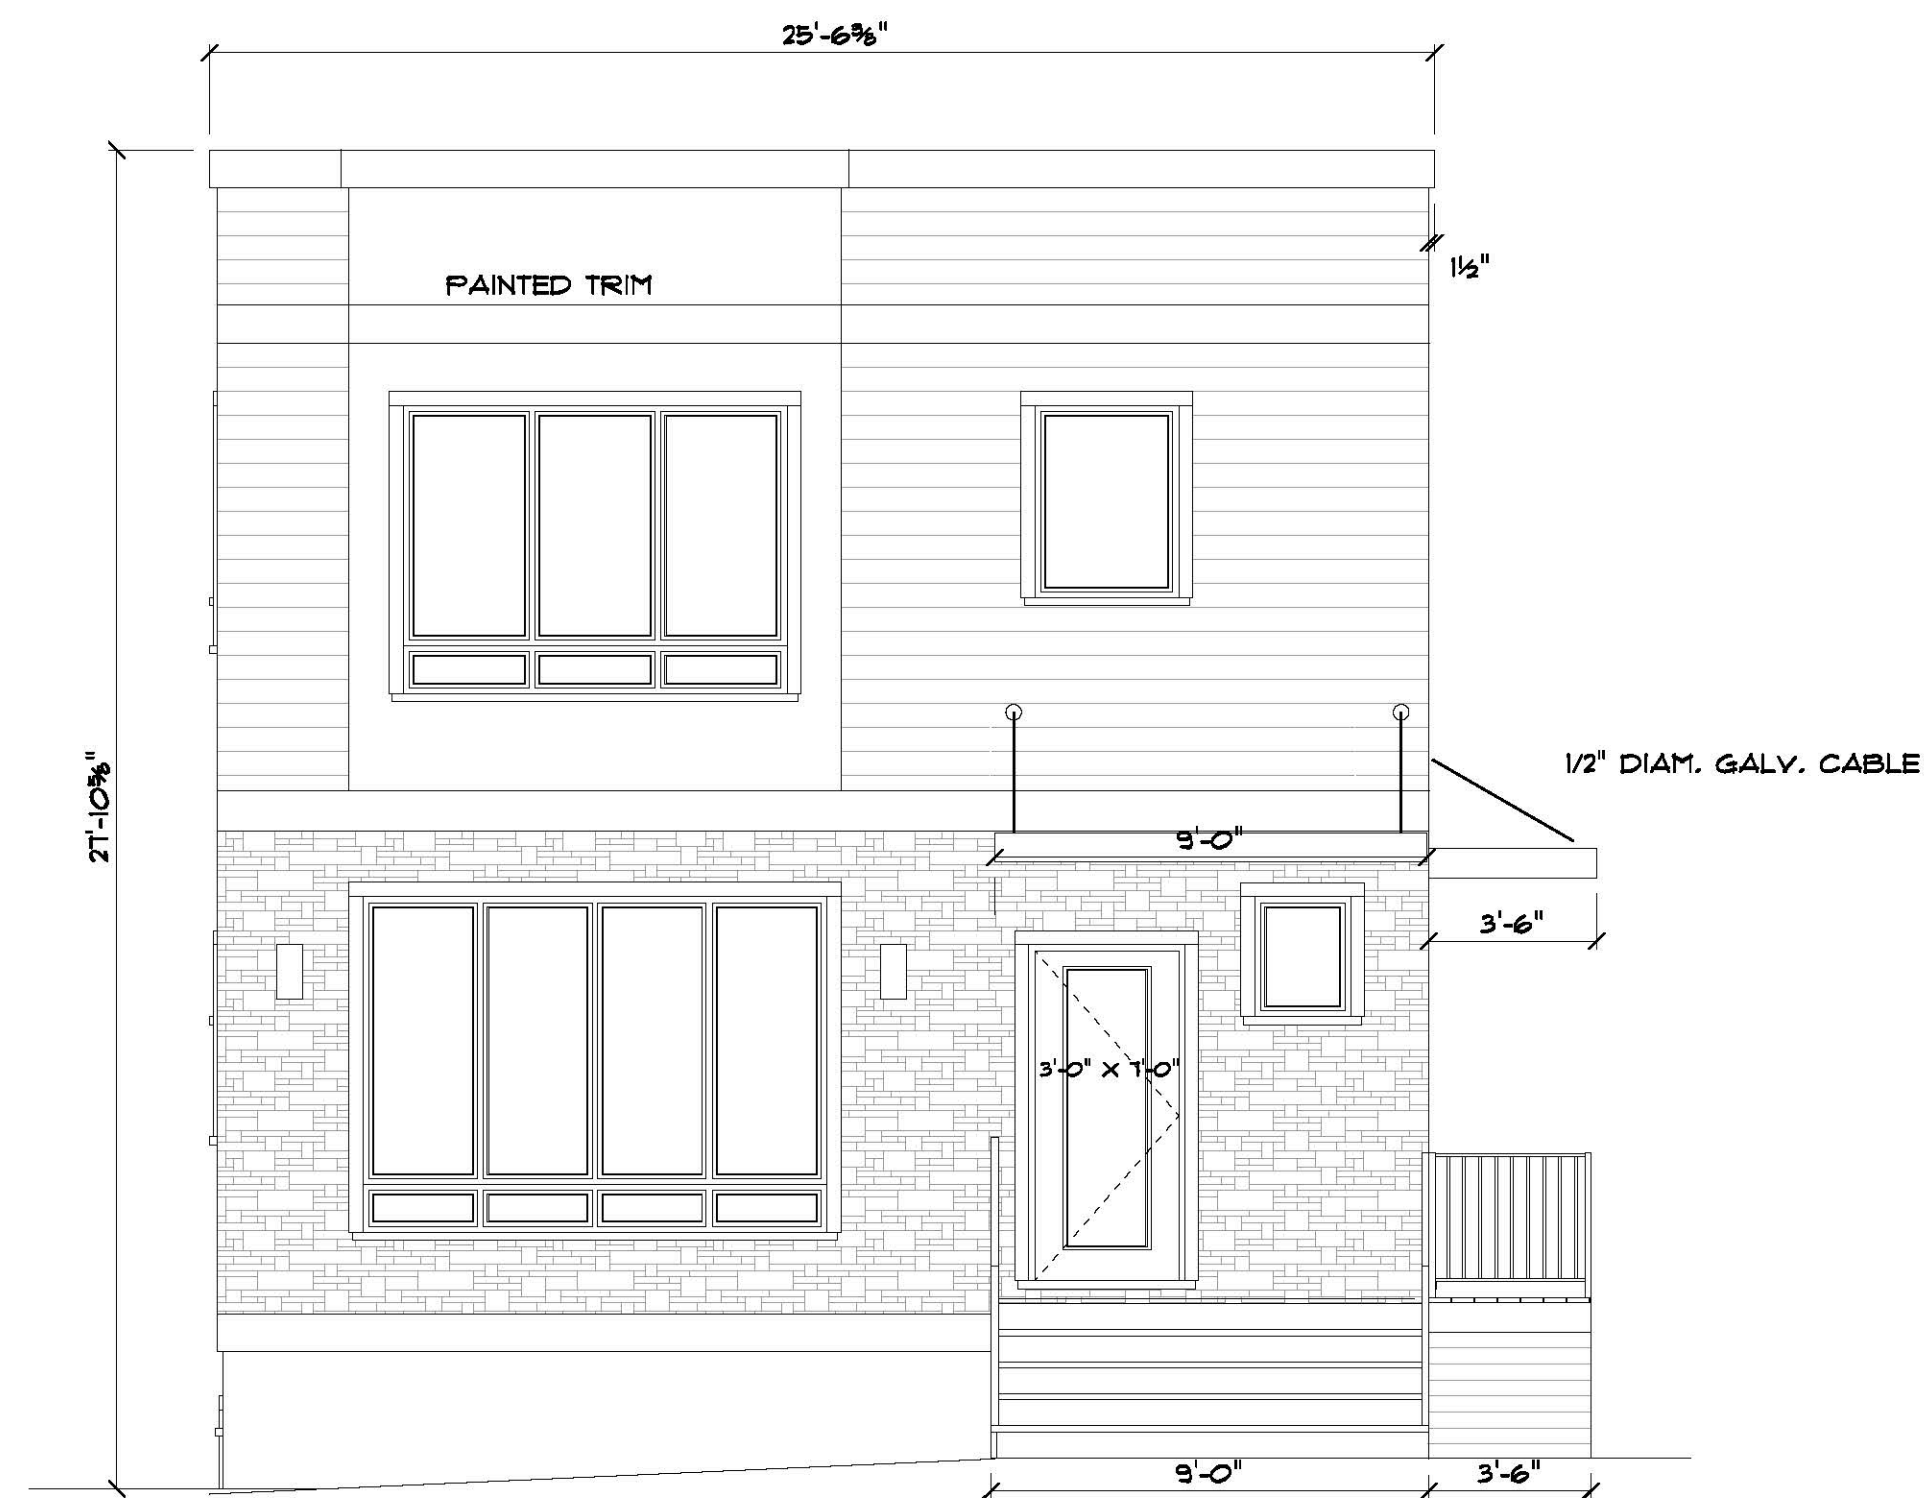 25'-6⅜"
PAINTED TRIM
1½"
27'-10⅝"
1/2" DIAM. GALV. CABLE
9'-0"
3'-6"
3'-0" X 7'-0"
9'-0"
3'-6"